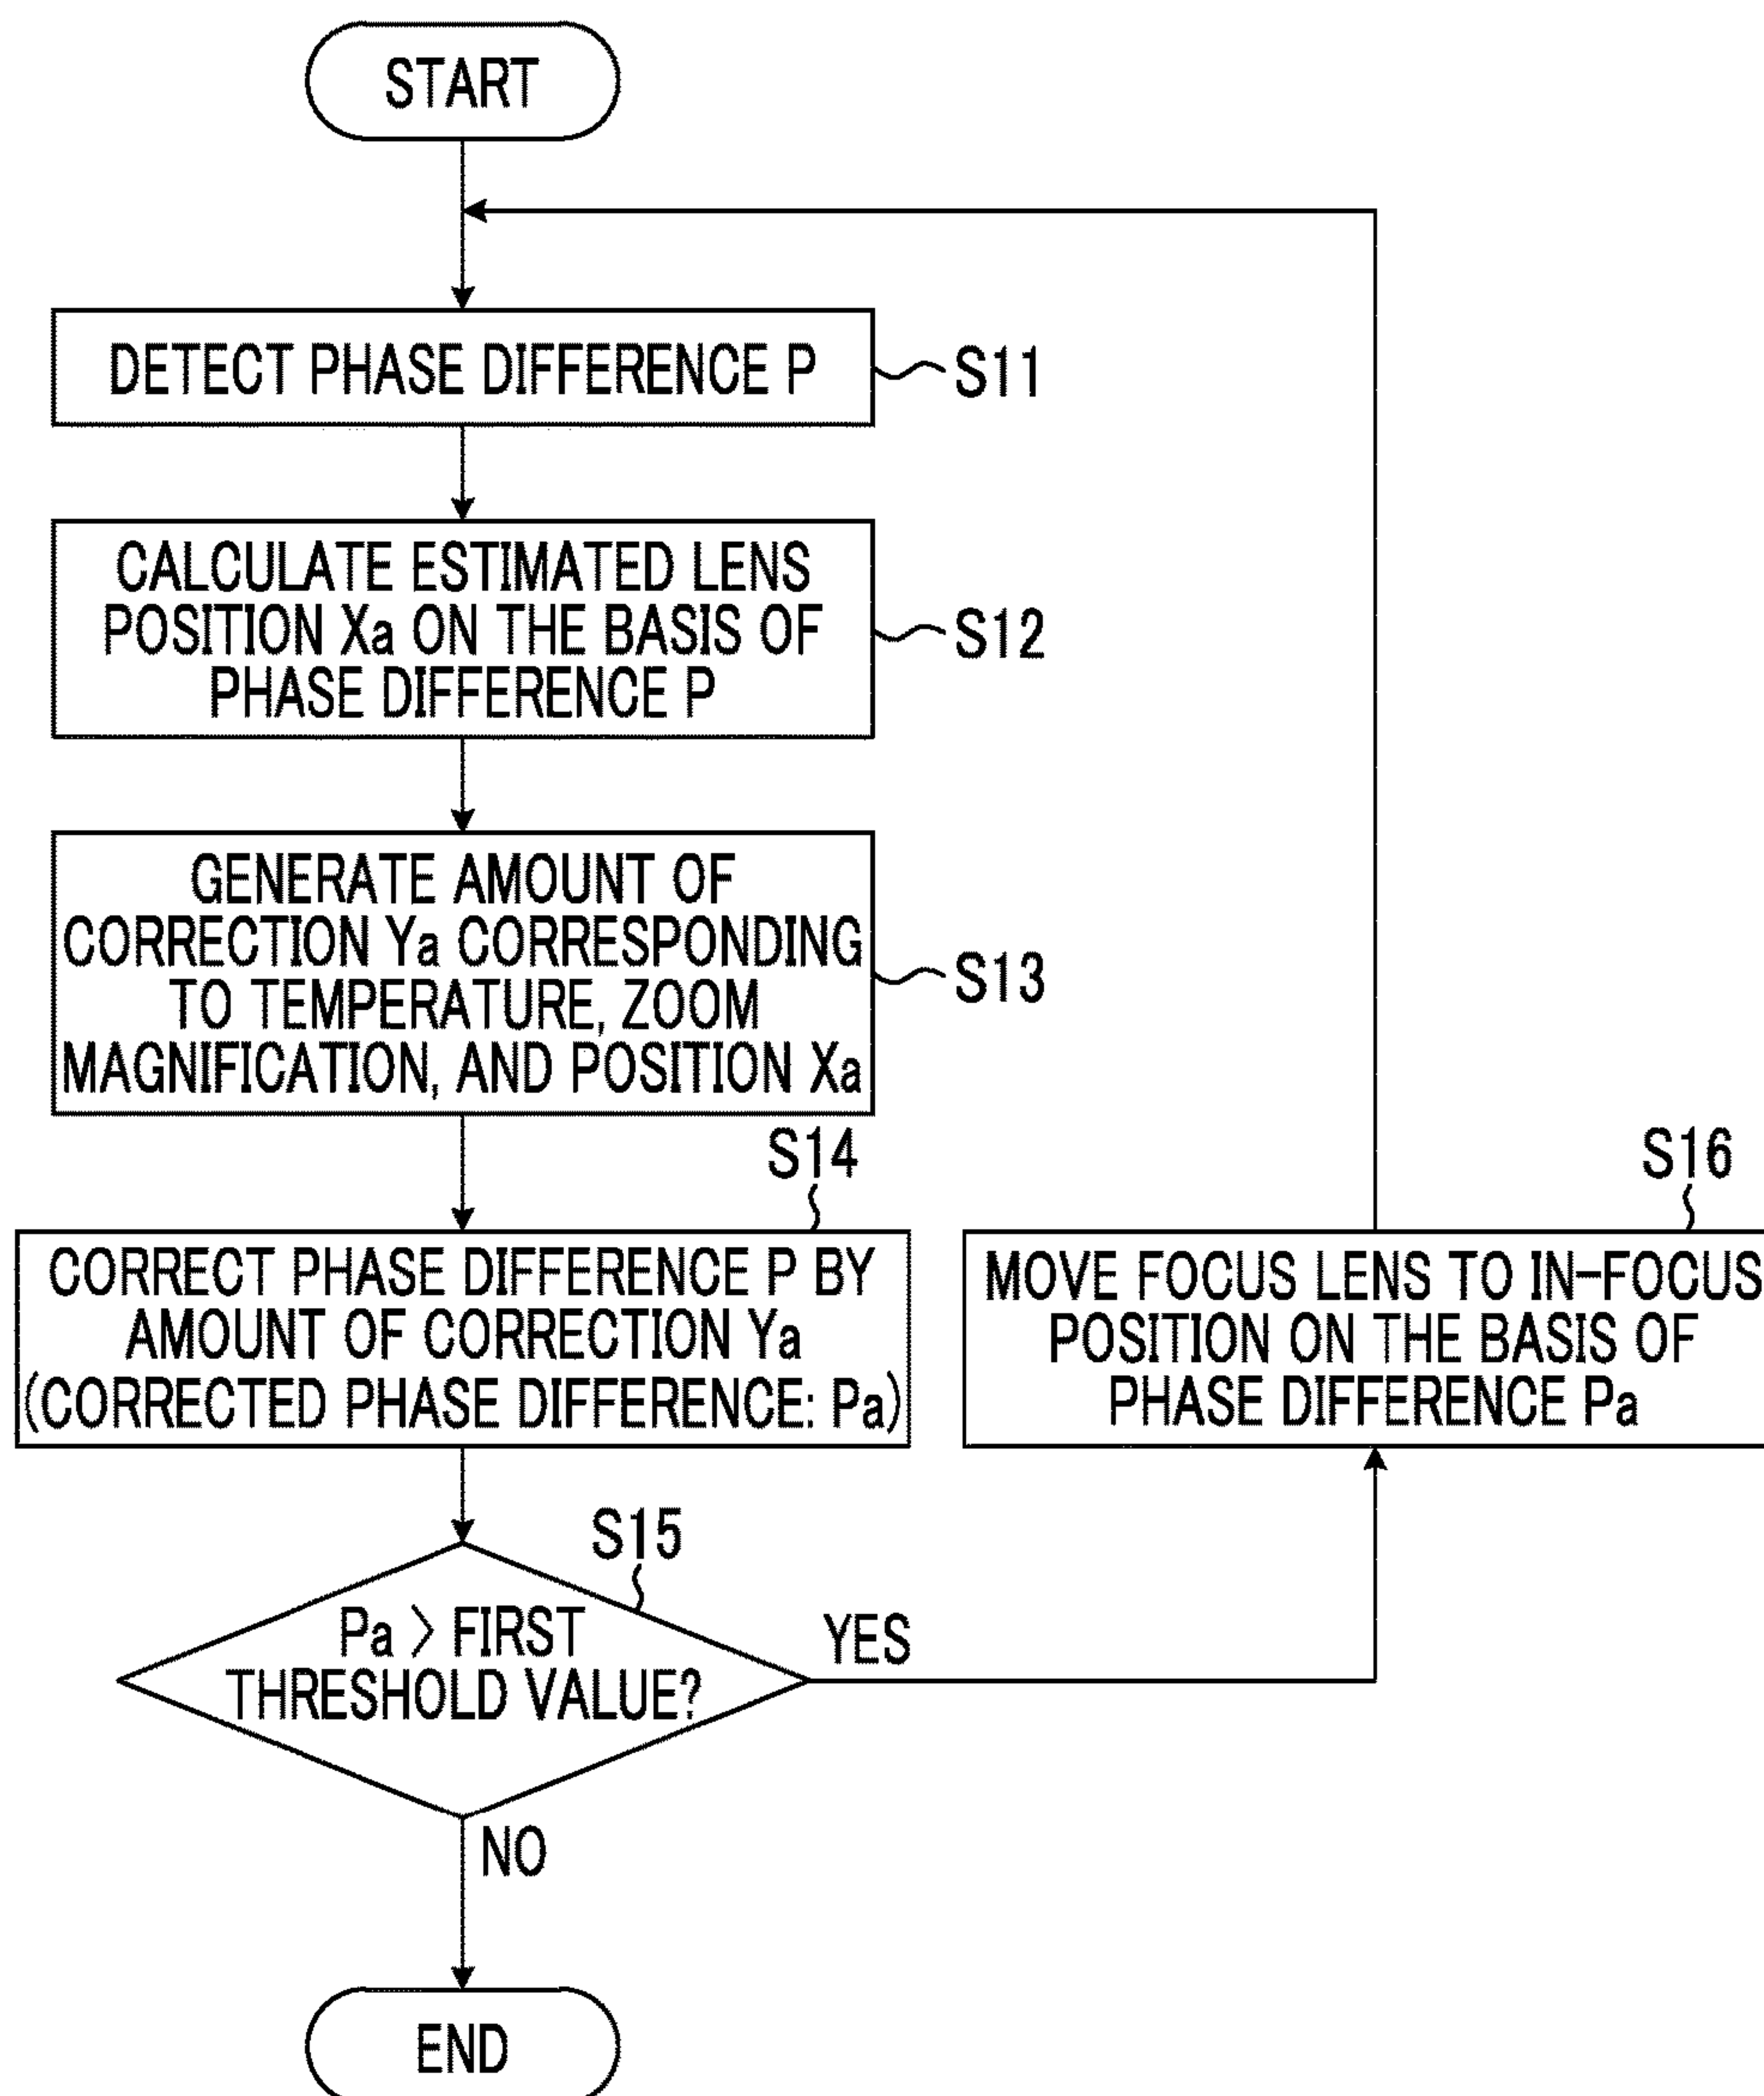 START
DETECT PHASE DIFFERENCE P
S11
CALCULATE ESTIMATED LENS
POSITION Xa ON THE BASIS OF
PHASE DIFFERENCE P
S12
GENERATE AMOUNT OF
CORRECTION Ya CORRESPONDING
TO TEMPERATURE, ZOOM
MAGNIFICATION, AND POSITION Xa
S13
S14
CORRECT PHASE DIFFERENCE P BY
AMOUNT OF CORRECTION Ya
(CORRECTED PHASE DIFFERENCE: Pa)
S16
MOVE FOCUS LENS TO IN-FOCUS
POSITION ON THE BASIS OF
PHASE DIFFERENCE Pa
S15
Pa > FIRST
THRESHOLD VALUE?
YES
NO
END